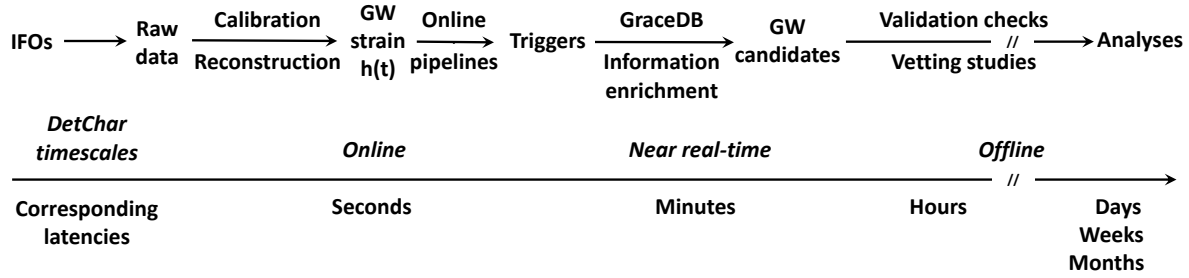 IFOs
Raw
data
Calibration
Reconstruction
GW
strain
h(t)
Online
pipelines
Triggers
GraceDB
Information
enrichment
GW
candidates
Validation checks
//
Vetting studies
Analyses
DetChar
timescales
Online
Near real-time
Offline
//
Corresponding
latencies
Seconds
Minutes
Hours
Days
Weeks
Months